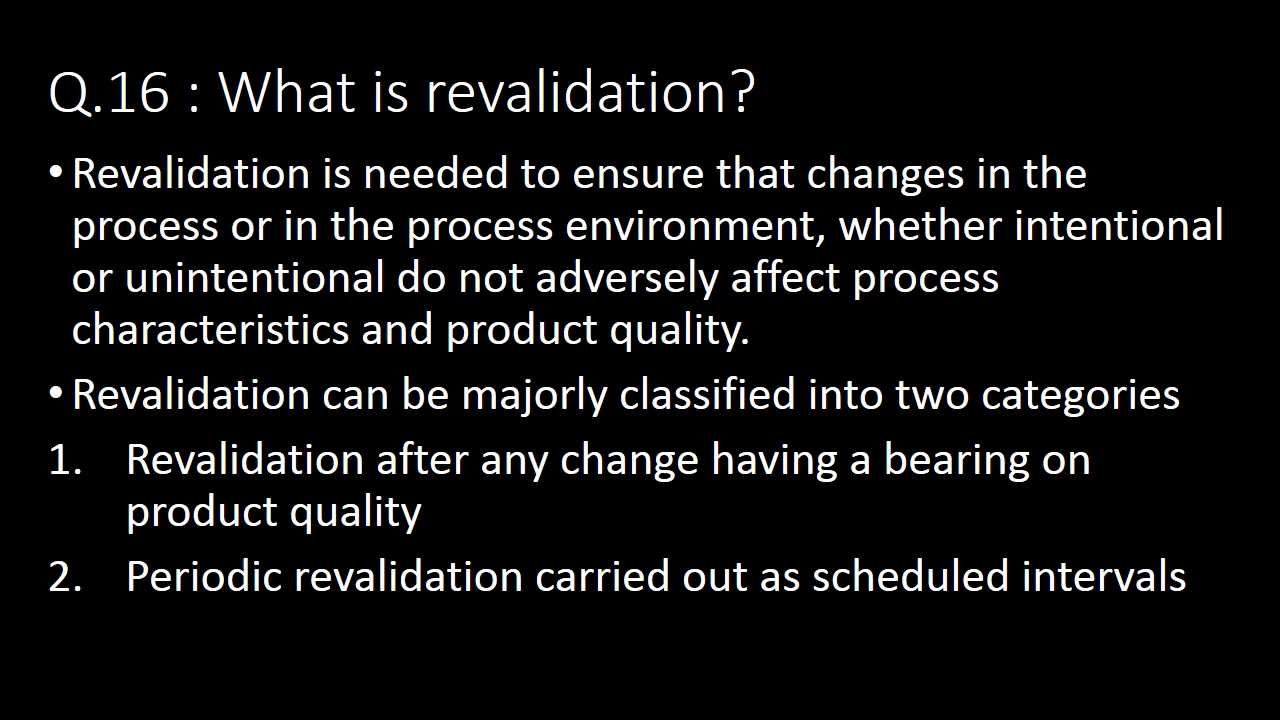 Q.16 : What is revalidation?
• Revalidation is needed to ensure that changes in the
process or in the process environment, whether intentional
or unintentional do not adversely affect process
characteristics and product quality.
• Revalidation can be majorly classified into two categories
1. Revalidation after any change having a bearing on
product quality
2. Periodic revalidation carried out as scheduled intervals